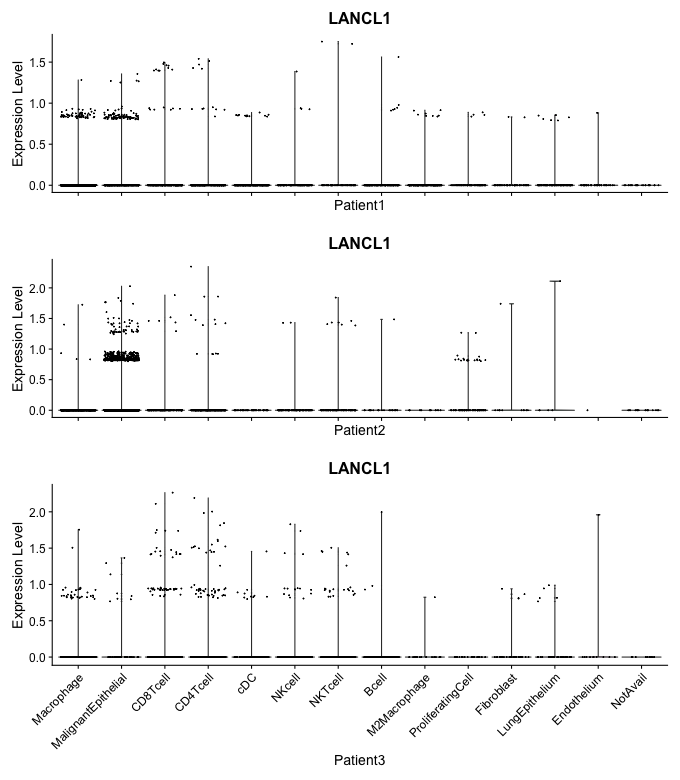 LANCL1
Expression Level
1.5
1.0
0.5
0.0
Patient1
LANCL1
Expression Level
2.0
1.5
1.0
0.5
0.0
Patient2
LANCL1
Expression Level
2.0
1.5
1.0
0.5
0.0
Macrophage
MalignantEpithelial
CD8Tcell
CD4Tcell
cDC
NKcell
NKTcell
Bcell
M2Macrophage
ProliferatingCell
Fibroblast
LungEpithelium
Endothelium
NotAvail
Patient3